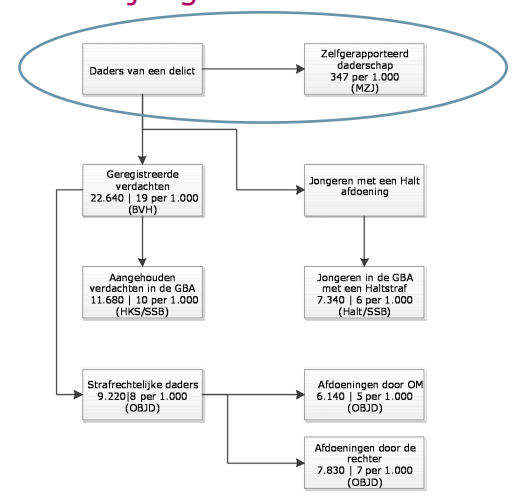 Daders van een delict
Zelfgerapporteerd
daderschap
347 per 1.000
(MZJ)
Geregistreerde
verdachten
22.640 | 19 per 1.000
(BVH)
Jongeren met een Halt
afdoening
Aangehouden
verdachten in de GBA
11.680 | 10 per 1.000
(HKS/SSB)
Jongeren in de GBA
met een Haltstraf
7.340 | 6 per 1.000
(Halt/SSB)
Strafrechtelijke daders
9.220|8 per 1.000
(OBJD)
Afdoeningen door OM
6.140 | 5 per 1.000
(OBJD)
Afdoeningen door de
rechter
7.830 | 7 per 1.000
(OBJD)